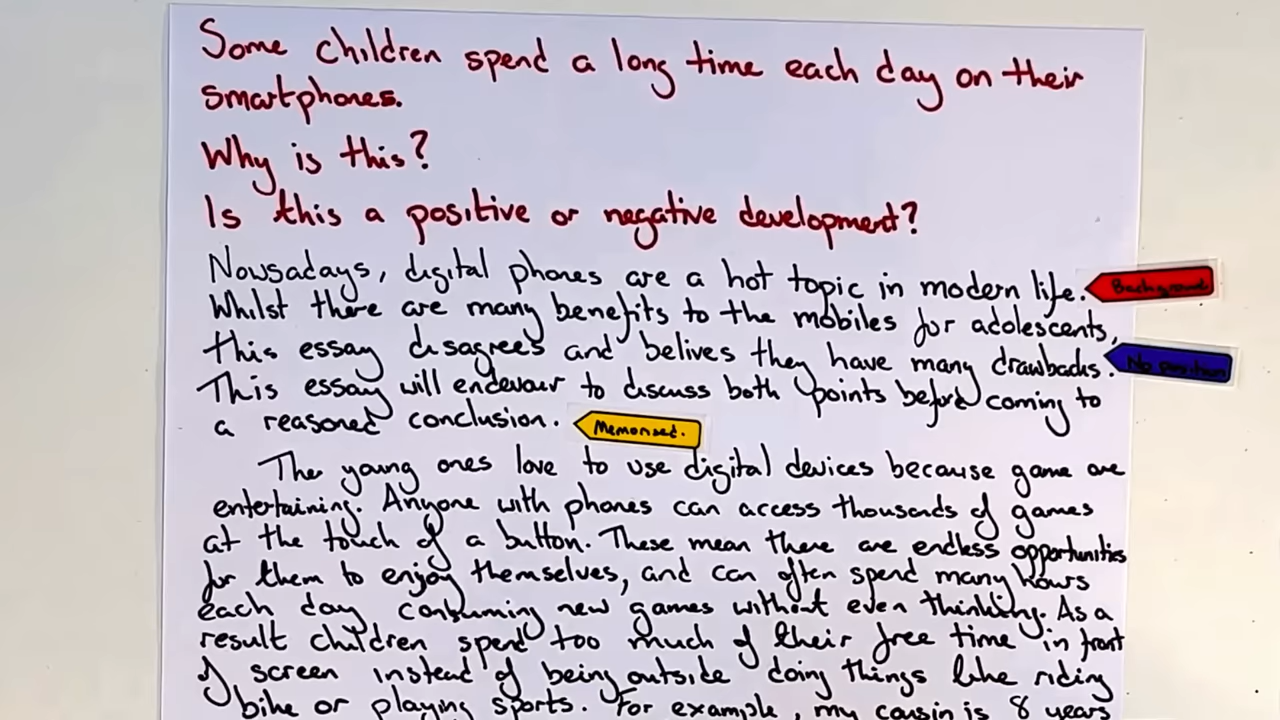 Some children spend a long time each day on their
smartphones.
Why is this?
Is this a positive or negative development?
Nowsadays, digital phones are a hot topic in modern life.
Background
Whilst there are many benefits to the mobiles for adolescents,
this essay disagrees and belives they have many drawbacks.
No position
This essay will endevour to discuss both points before coming to
a reasoned conclusion.
Memorised.
The young ones love to use digital devices because game are
entertaining. Anyone with phones can access thousands of games
at the touch of a button. These mean there are endless opportunities
for them to enjoy themselves, and can often spend many hours
each day consuming new games without even thinking. As a
result children spend too much of their free time in front
of screen instead of being outside doing things like riding
bike or playing sports. For example, my cousin is 8 years